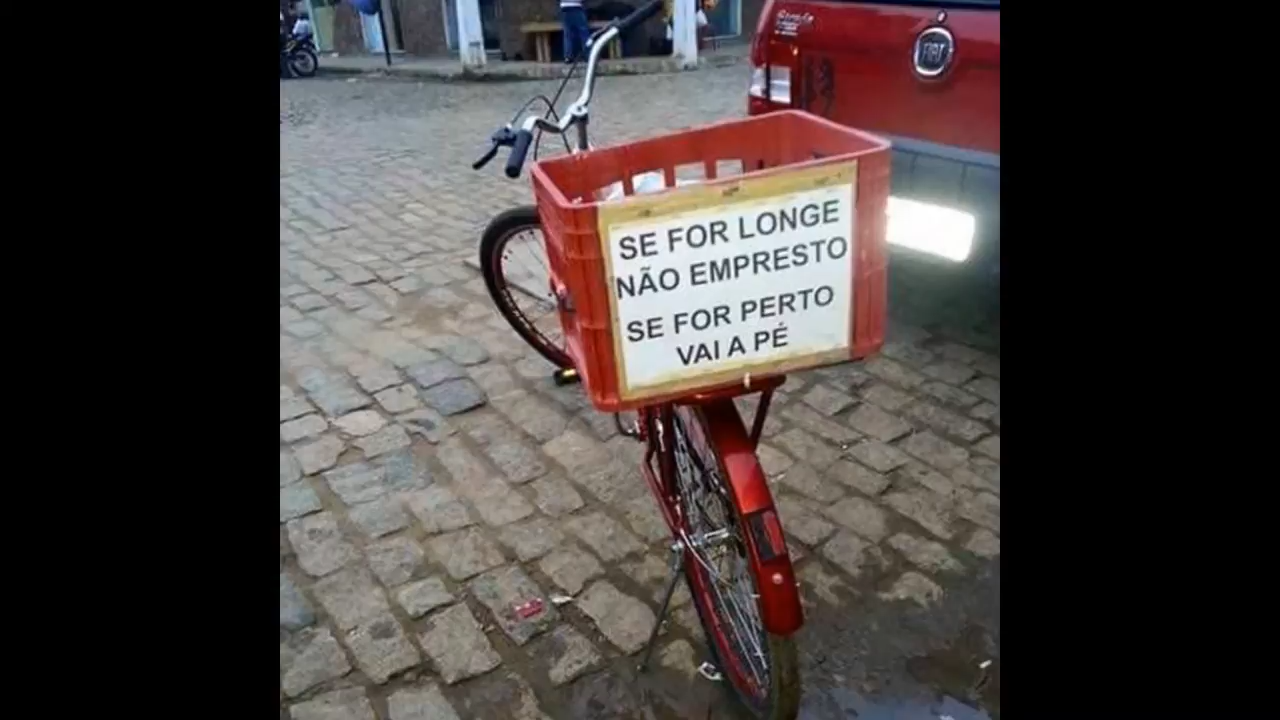 SE FOR LONGE
NÃO EMPRESTO
SE FOR PERTO
VAI A PÉ
FIAT